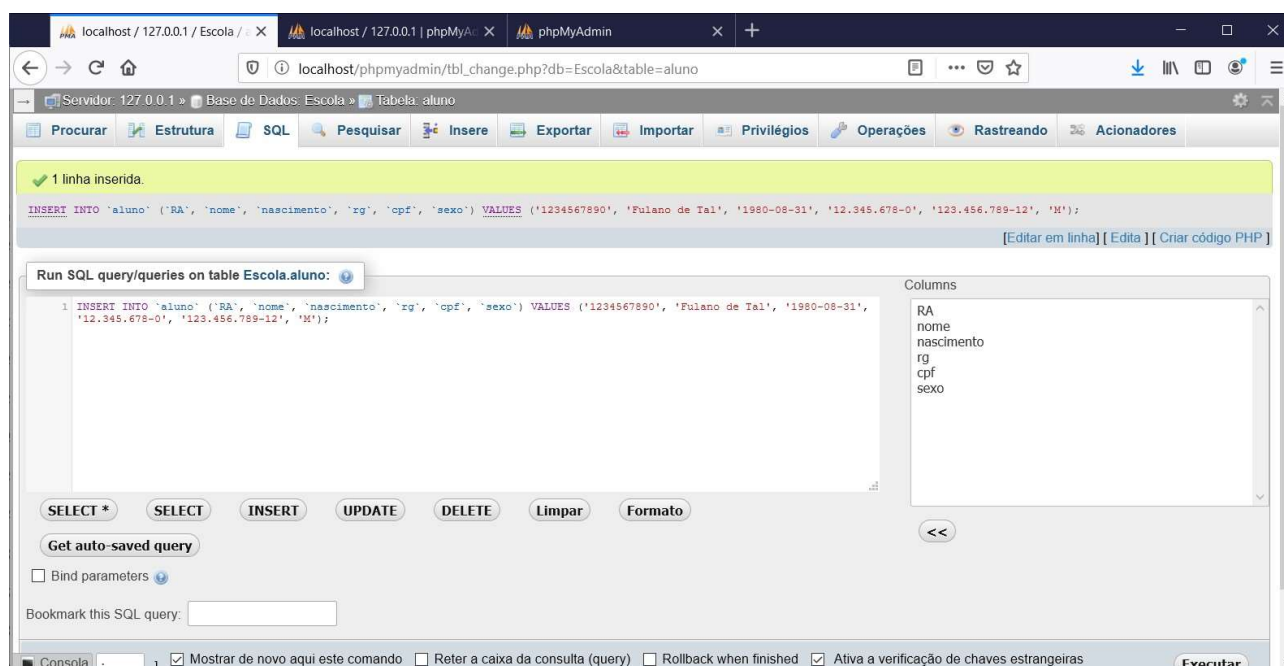 localhost / 127.0.0.1 / Escola / a
localhost / 127.0.0.1 | phpMyAd
phpMyAdmin
localhost/phpmyadmin/tbl_change.php?db=Escola&table=aluno
Servidor: 127.0.0.1 » Base de Dados: Escola » Tabela: aluno
Procurar Estrutura SQL Pesquisar Insere Exportar Importar Privilégios Operações Rastreando Acionadores
1 linha inserida.
INSERT INTO `aluno` (`RA`, `nome`, `nascimento`, `rg`, `cpf`, `sexo`) VALUES ('1234567890', 'Fulano de Tal', '1980-08-31', '12.345.678-0', '123.456.789-12', 'M');
[Editar em linha] [ Edita ] [ Criar código PHP ]
Run SQL query/queries on table Escola.aluno:
Columns
1 INSERT INTO `aluno` (`RA`, `nome`, `nascimento`, `rg`, `cpf`, `sexo`) VALUES ('1234567890', 'Fulano de Tal', '1980-08-31',
'12.345.678-0', '123.456.789-12', 'M');
RA
nome
nascimento
rg
cpf
sexo
SELECT * SELECT INSERT UPDATE DELETE Limpar Formato
<<
Get auto-saved query
Bind parameters
Bookmark this SQL query:
Consola ; ] Mostrar de novo aqui este comando Reter a caixa da consulta (query) Rollback when finished Ativa a verificação de chaves estrangeiras Executar